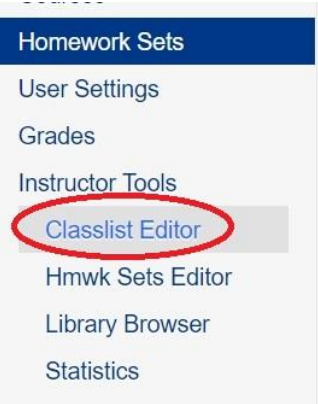 Homework Sets
User Settings
Grades
Instructor Tools
Classlist Editor
Hmwk Sets Editor
Library Browser
Statistics